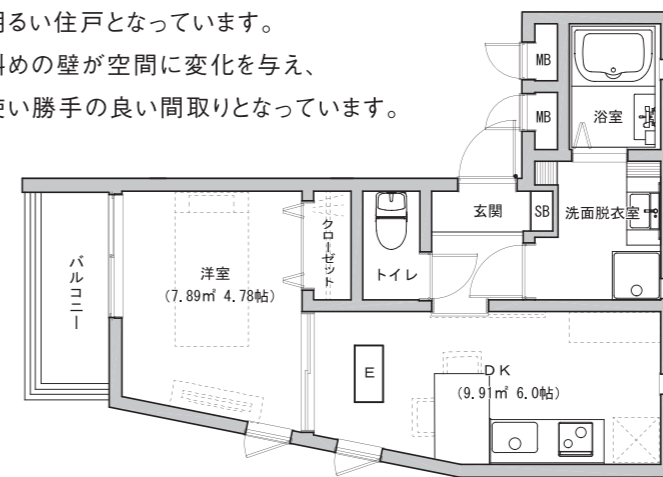 明るい住戸となっています。
斜めの壁が空間に変化を与え、
使い勝手の良い間取りとなっています。
MB
MB
浴室
玄関
SB
洗面脱衣室
クローゼット
トイレ
バルコニー
洋室
(7.89㎡ 4.78帖)
E
DK
(9.91㎡ 6.0帖)